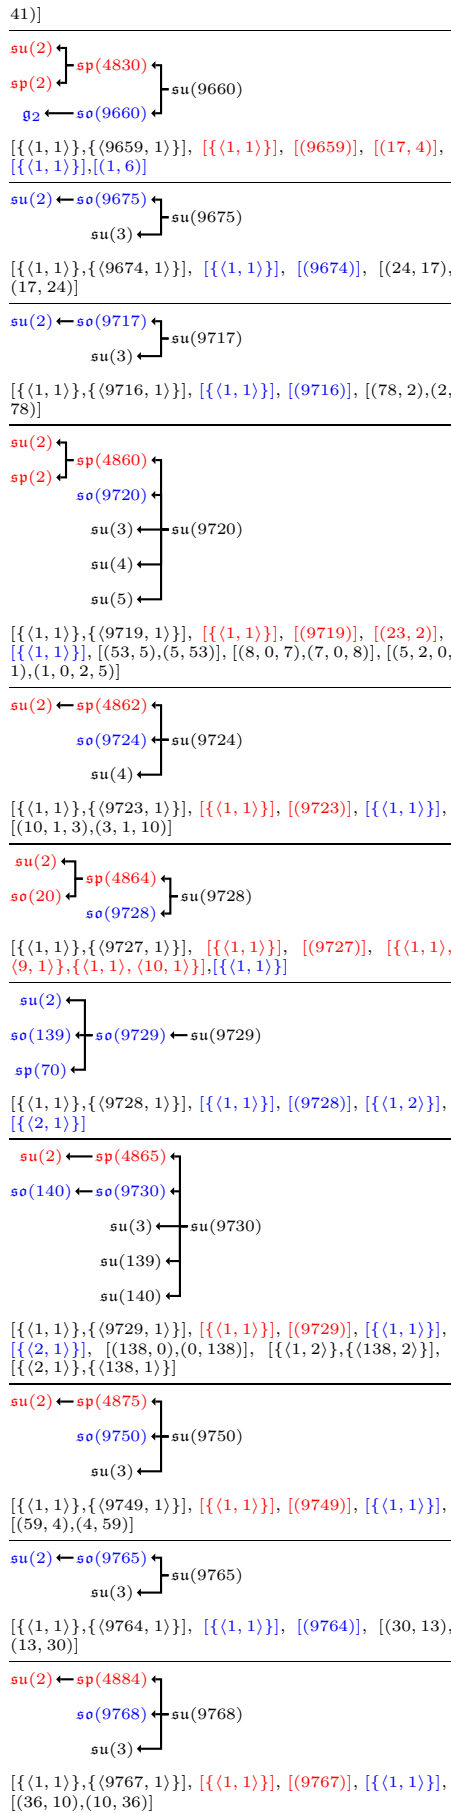 41)]
𝔰𝔲(2)
𝔰𝔭(4830)
𝔰𝔭(2)
𝔰𝔲(9660)
𝔤₂ 𝔰𝔬(9660)
[{⟨1, 1⟩},{⟨9659, 1⟩}], [{⟨1, 1⟩}], [(9659)], [(17, 4)],
[{⟨1, 1⟩}],[(1, 6)]
𝔰𝔲(2) 𝔰𝔬(9675)
𝔰𝔲(9675)
𝔰𝔲(3)
[{⟨1, 1⟩},{⟨9674, 1⟩}], [{⟨1, 1⟩}], [(9674)], [(24, 17),
(17, 24)]
𝔰𝔲(2) 𝔰𝔬(9717)
𝔰𝔲(9717)
𝔰𝔲(3)
[{⟨1, 1⟩},{⟨9716, 1⟩}], [{⟨1, 1⟩}], [(9716)], [(78, 2),(2,
78)]
𝔰𝔲(2)
𝔰𝔭(4860)
𝔰𝔭(2)
𝔰𝔬(9720)
𝔰𝔲(3) 𝔰𝔲(9720)
𝔰𝔲(4)
𝔰𝔲(5)
[{⟨1, 1⟩},{⟨9719, 1⟩}], [{⟨1, 1⟩}], [(9719)], [(23, 2)],
[{⟨1, 1⟩}], [(53, 5),(5, 53)], [(8, 0, 7),(7, 0, 8)], [(5, 2, 0,
1),(1, 0, 2, 5)]
𝔰𝔲(2) 𝔰𝔭(4862)
𝔰𝔬(9724) 𝔰𝔲(9724)
𝔰𝔲(4)
[{⟨1, 1⟩},{⟨9723, 1⟩}], [{⟨1, 1⟩}], [(9723)], [{⟨1, 1⟩}],
[(10, 1, 3),(3, 1, 10)]
𝔰𝔲(2)
𝔰𝔭(4864)
𝔰𝔬(20) 𝔰𝔲(9728)
𝔰𝔬(9728)
[{⟨1, 1⟩},{⟨9727, 1⟩}], [{⟨1, 1⟩}], [(9727)], [{⟨1, 1⟩,
⟨9, 1⟩},{⟨1, 1⟩, ⟨10, 1⟩}],[{⟨1, 1⟩}]
𝔰𝔲(2)
𝔰𝔬(139) 𝔰𝔬(9729) 𝔰𝔲(9729)
𝔰𝔭(70)
[{⟨1, 1⟩},{⟨9728, 1⟩}], [{⟨1, 1⟩}], [(9728)], [{⟨1, 2⟩}],
[{⟨2, 1⟩}]
𝔰𝔲(2) 𝔰𝔭(4865)
𝔰𝔬(140) 𝔰𝔬(9730)
𝔰𝔲(3) 𝔰𝔲(9730)
𝔰𝔲(139)
𝔰𝔲(140)
[{⟨1, 1⟩},{⟨9729, 1⟩}], [{⟨1, 1⟩}], [(9729)], [{⟨1, 1⟩}],
[{⟨2, 1⟩}], [(138, 0),(0, 138)], [{⟨1, 2⟩},{⟨138, 2⟩}],
[{⟨2, 1⟩},{⟨138, 1⟩}]
𝔰𝔲(2) 𝔰𝔭(4875)
𝔰𝔬(9750) 𝔰𝔲(9750)
𝔰𝔲(3)
[{⟨1, 1⟩},{⟨9749, 1⟩}], [{⟨1, 1⟩}], [(9749)], [{⟨1, 1⟩}],
[(59, 4),(4, 59)]
𝔰𝔲(2) 𝔰𝔬(9765)
𝔰𝔲(9765)
𝔰𝔲(3)
[{⟨1, 1⟩},{⟨9764, 1⟩}], [{⟨1, 1⟩}], [(9764)], [(30, 13),
(13, 30)]
𝔰𝔲(2) 𝔰𝔭(4884)
𝔰𝔬(9768) 𝔰𝔲(9768)
𝔰𝔲(3)
[{⟨1, 1⟩},{⟨9767, 1⟩}], [{⟨1, 1⟩}], [(9767)], [{⟨1, 1⟩}],
[(36, 10),(10, 36)]